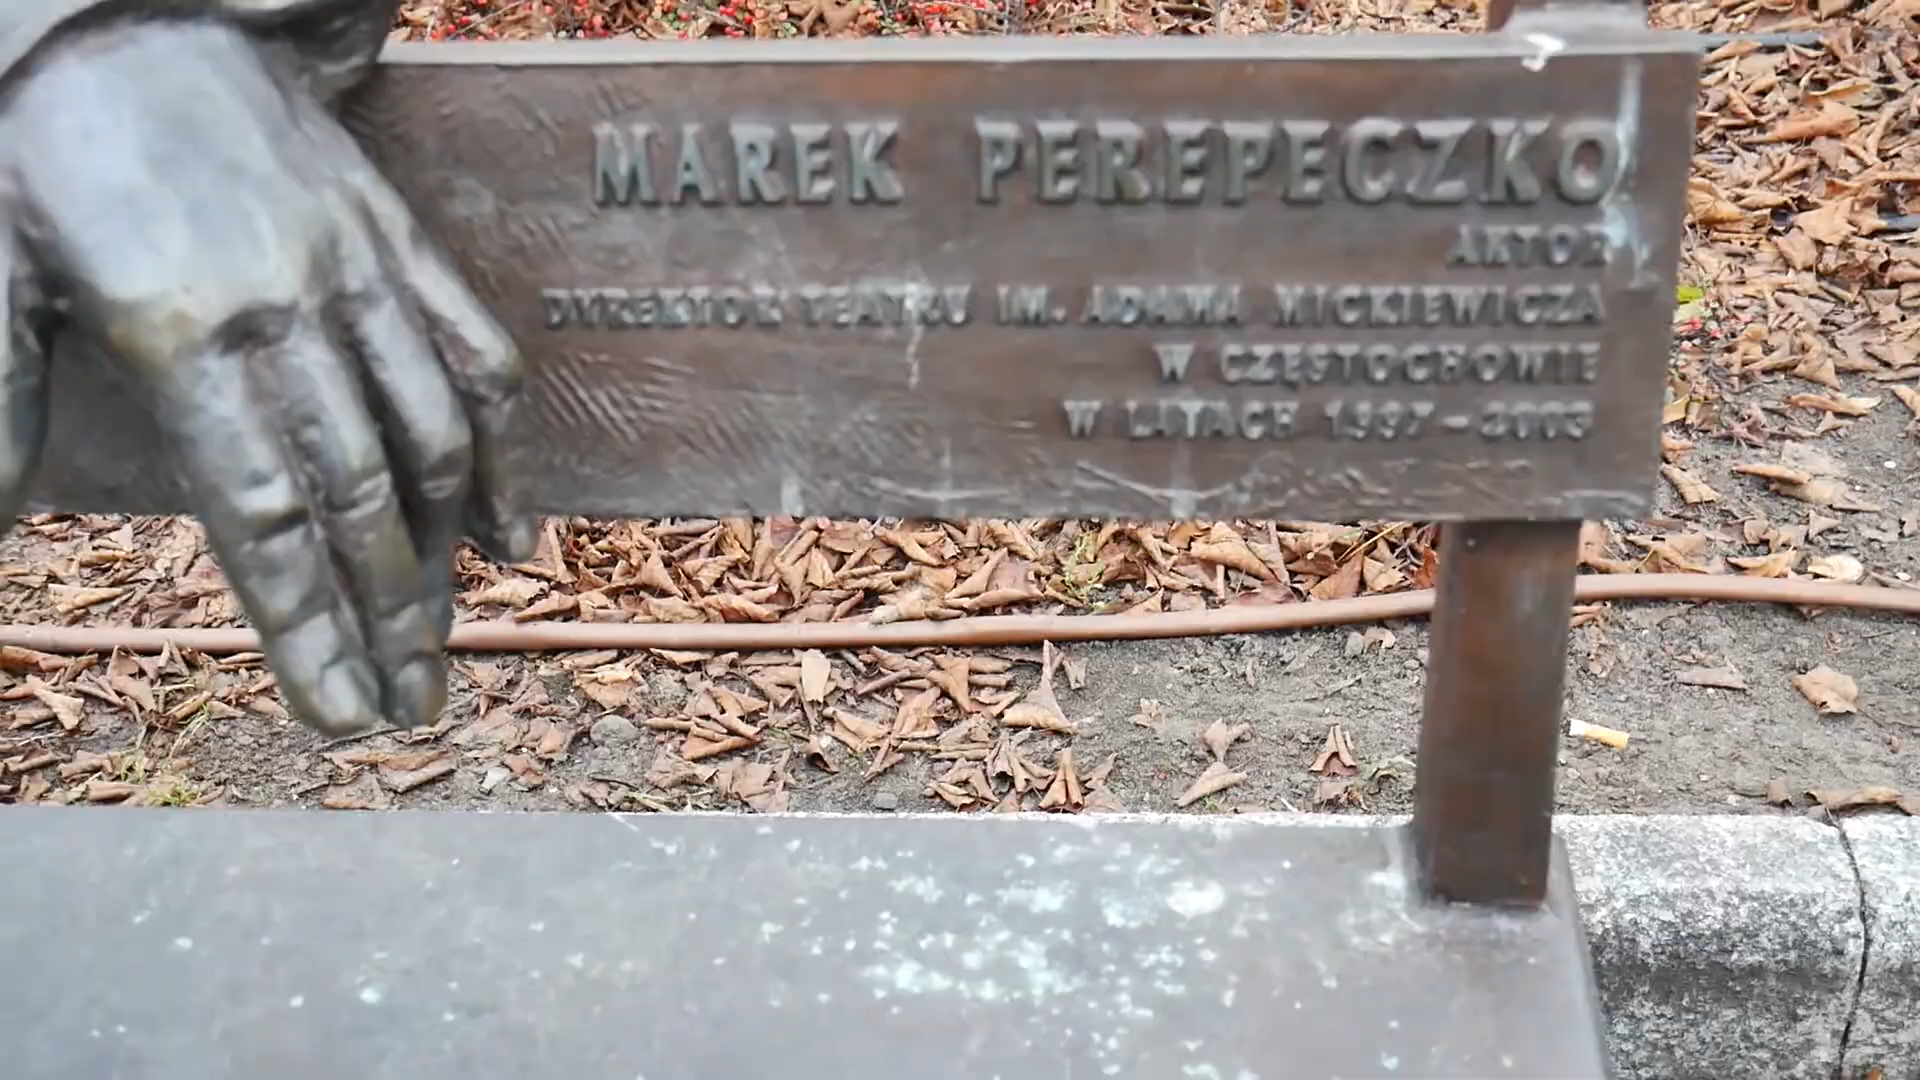 MAREK PEREPECZKO
AKTOR
DYREKTOR TEATRU IM. ADAMA MICKIEWICZA
W CZĘSTOCHOWIE
W LATACH 1997-2003